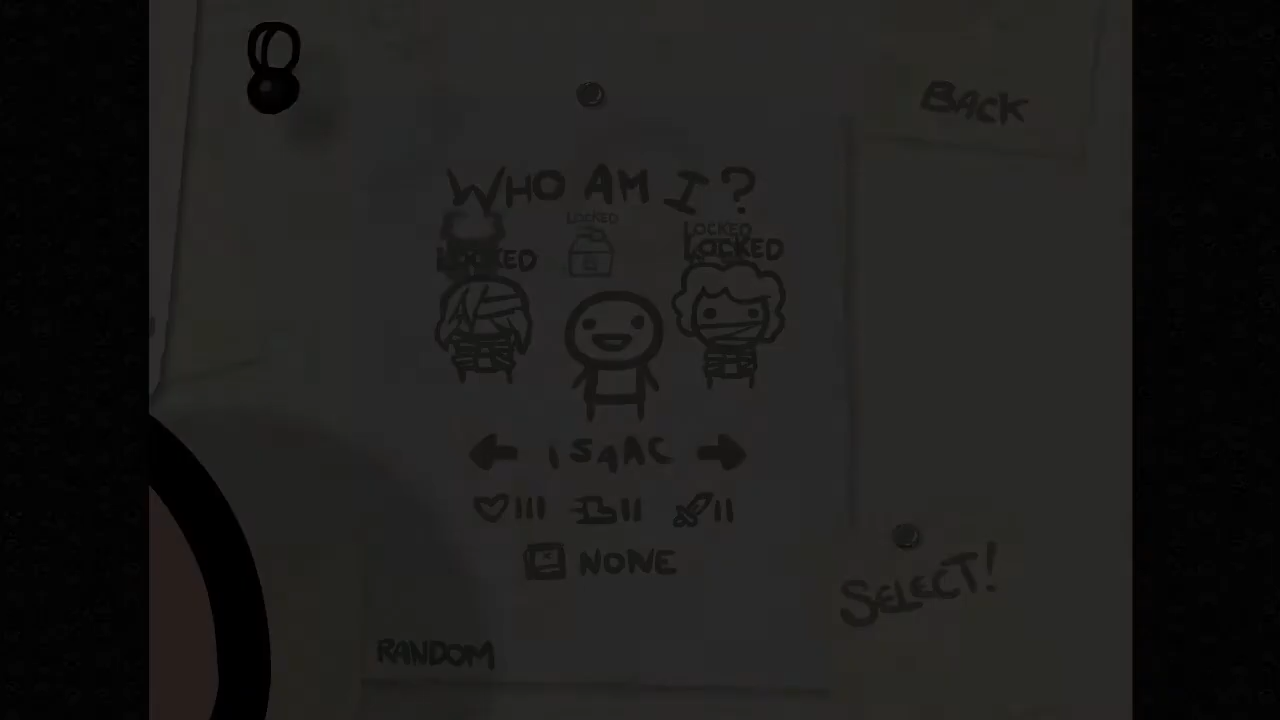 BACK
WHO AM I?
LOCKED
LOCKED
LOCKED
LOCKED
ISAAC
NONE
SELECT!
RANDOM